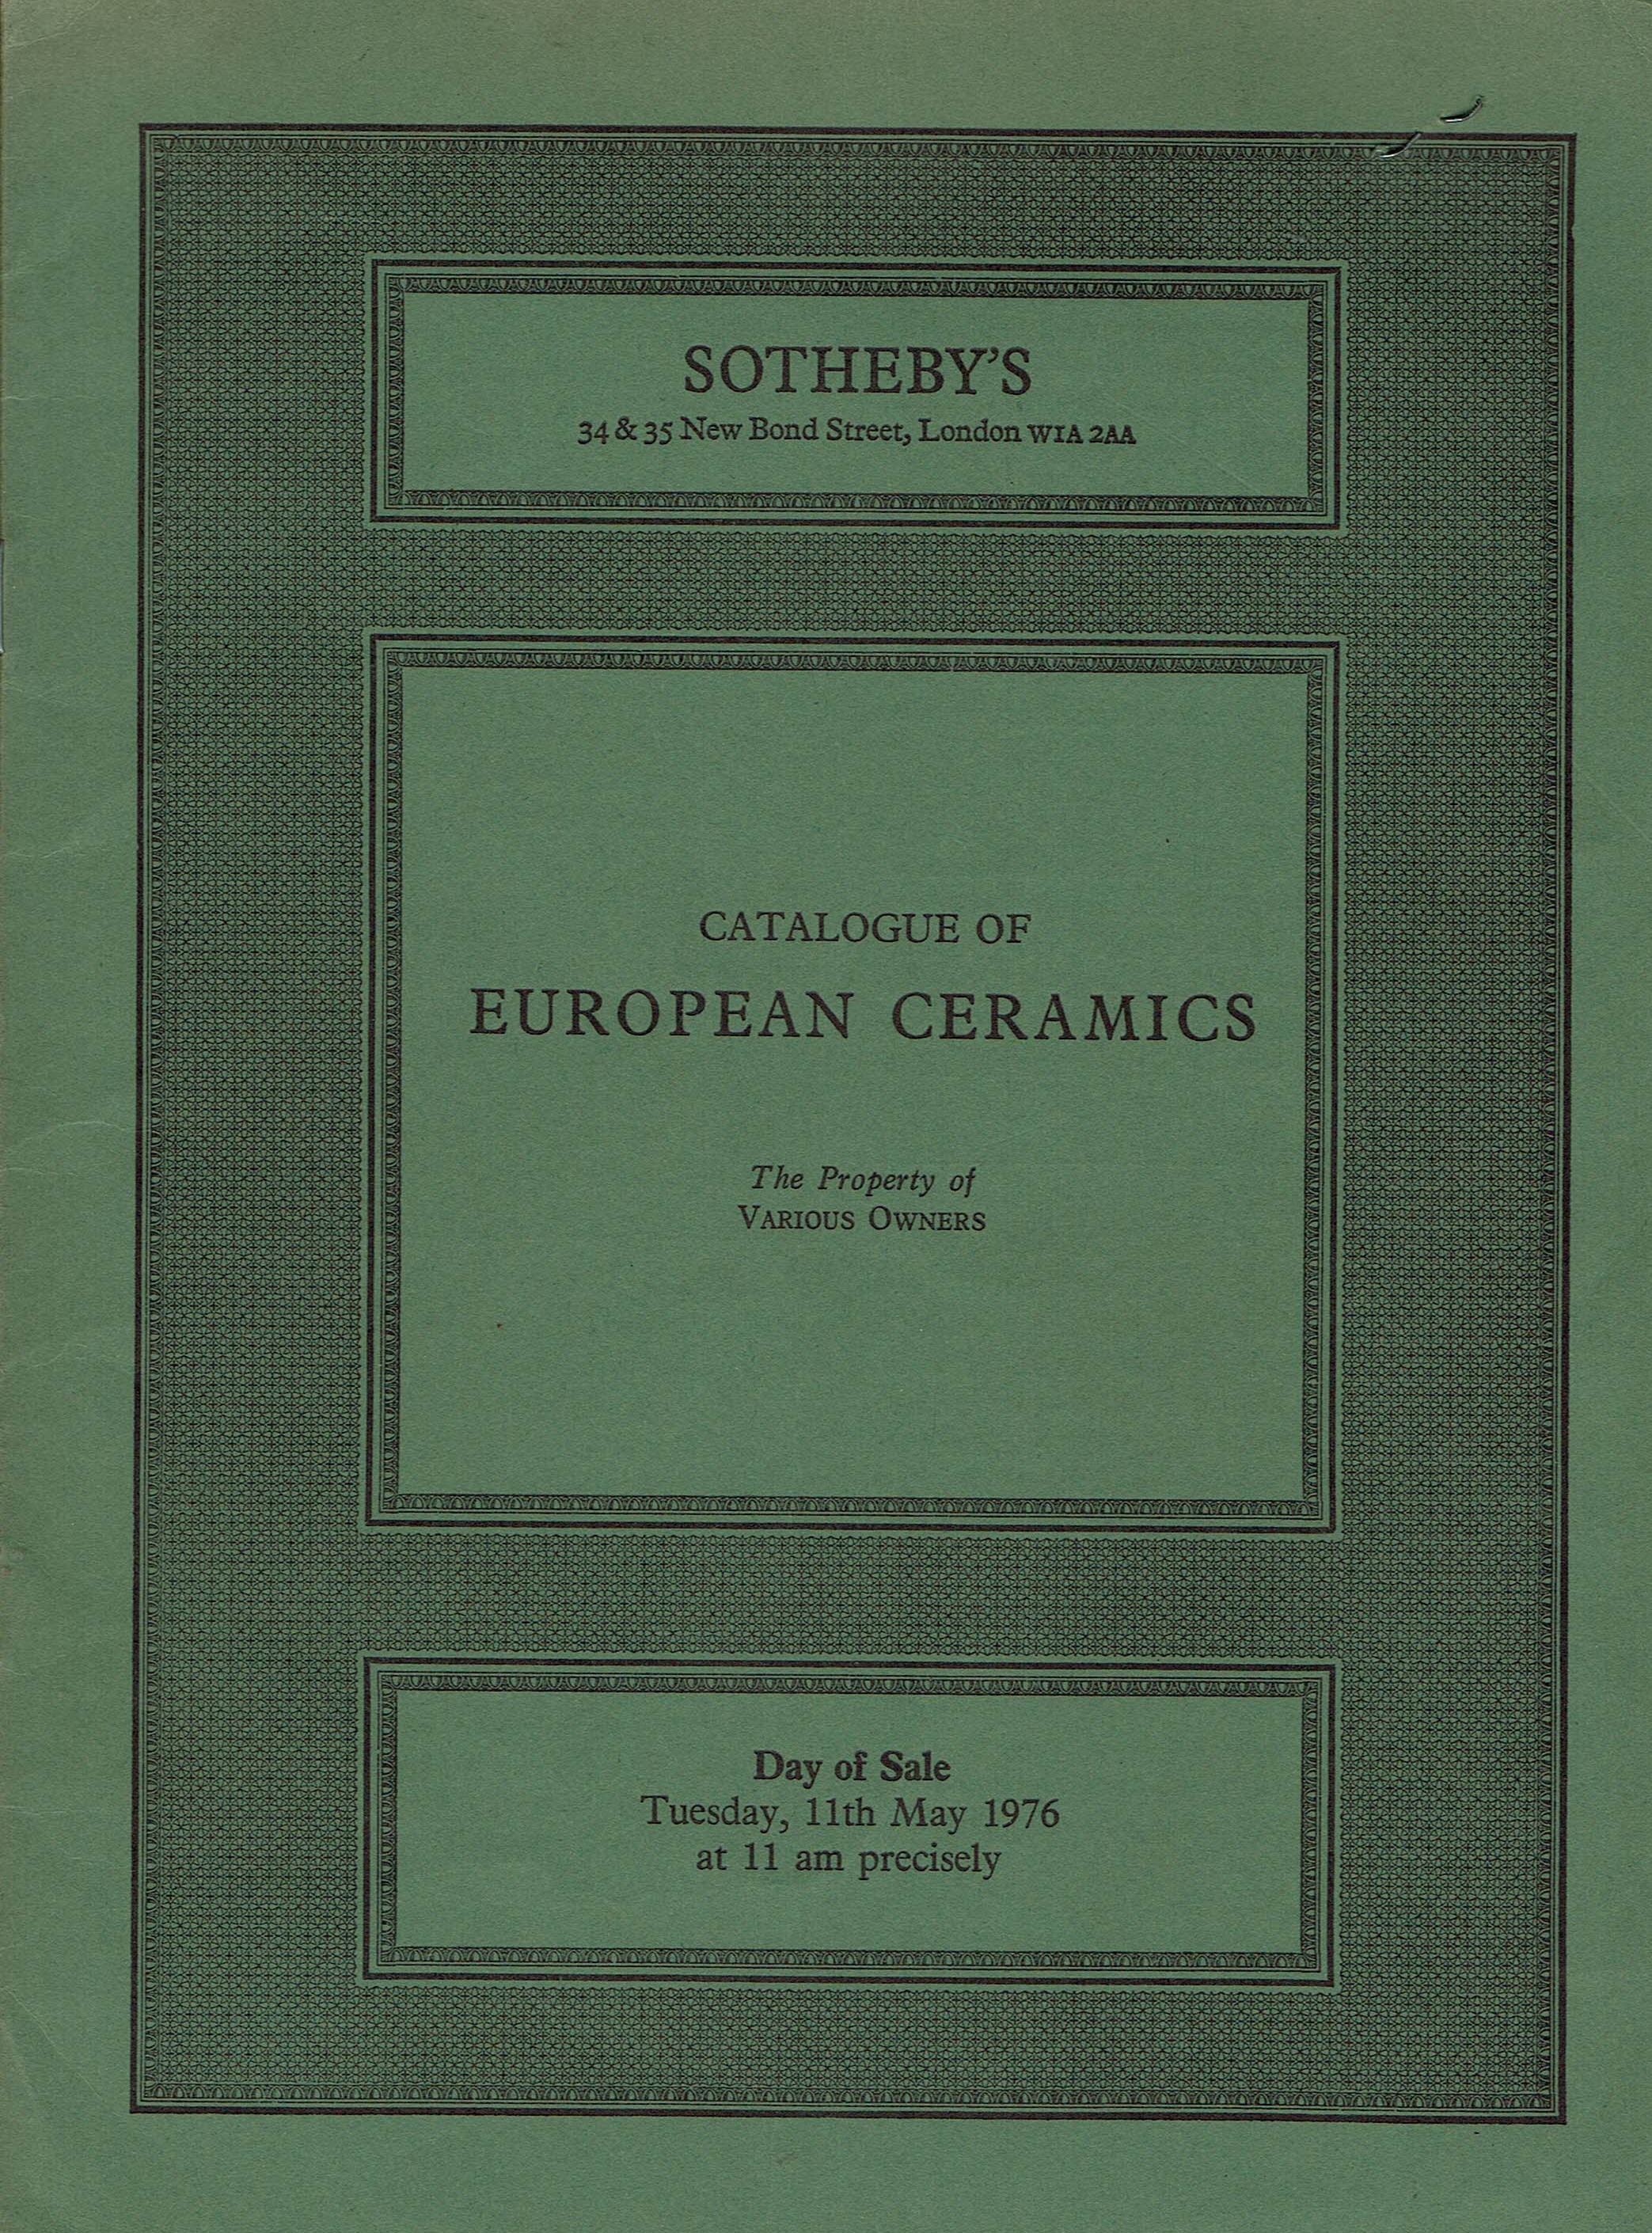 SOTHEBY'S
34 & 35 New Bond Street, London W1A 2AA
CATALOGUE OF
EUROPEAN CERAMICS
The Property of
VARIOUS OWNERS
Day of Sale
Tuesday, 11th May 1976
at 11 am precisely